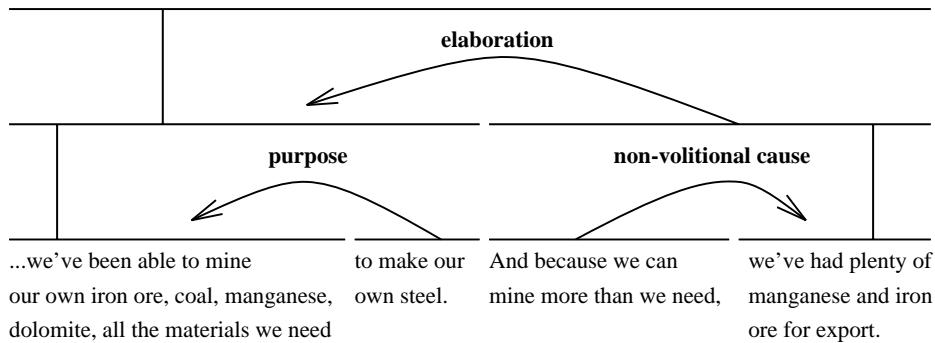 elaboration
purpose
non-volitional cause
...we've been able to mine
our own iron ore, coal, manganese,
dolomite, all the materials we need
to make our
own steel.
And because we can
mine more than we need,
we've had plenty of
manganese and iron
ore for export.